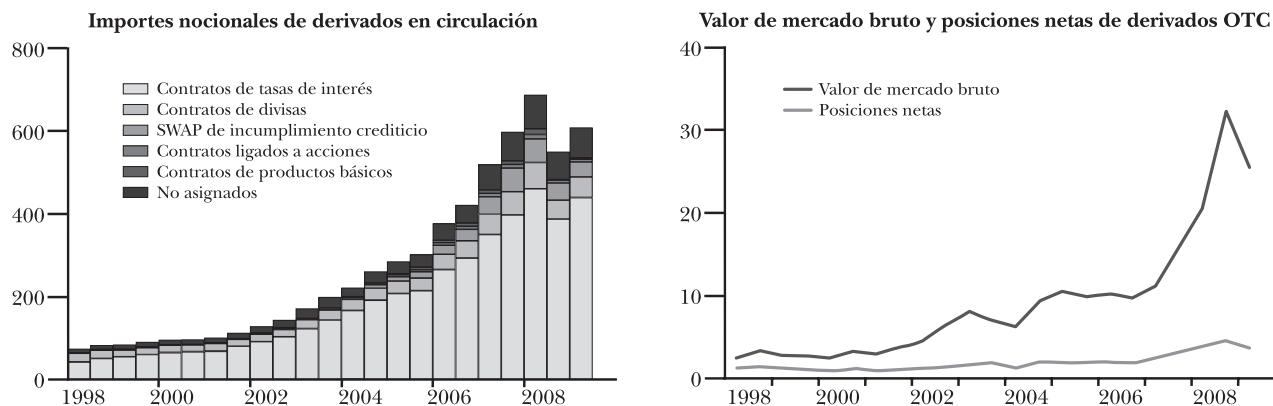 Importes nocionales de derivados en circulación
800
600
400
200
0
Contratos de tasas de interés
Contratos de divisas
SWAP de incumplimiento crediticio
Contratos ligados a acciones
Contratos de productos básicos
No asignados
1998 2000 2002 2004 2006 2008
Valor de mercado bruto y posiciones netas de derivados OTC
40
30
20
10
0
Valor de mercado bruto
Posiciones netas
1998 2000 2002 2004 2006 2008